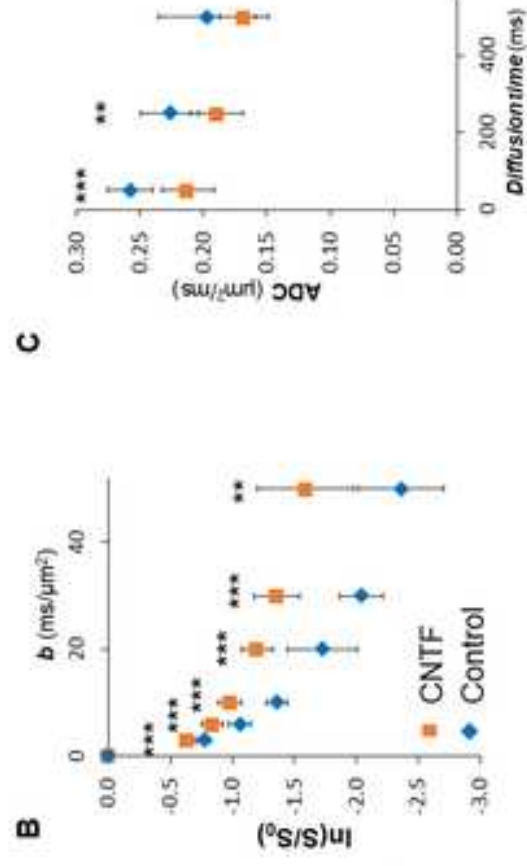 B
b (ms/µm²)
0 20 40
0.0
-0.5
-1.0
-1.5
-2.0
-2.5
-3.0
ln(S/S₀)
***
***
***
***
***
**
CNTF
Control
C
0.30
0.25
0.20
0.15
0.10
0.05
0.00
ADC (µm²/ms)
***
**
0 200 400
Diffusion time (ms)